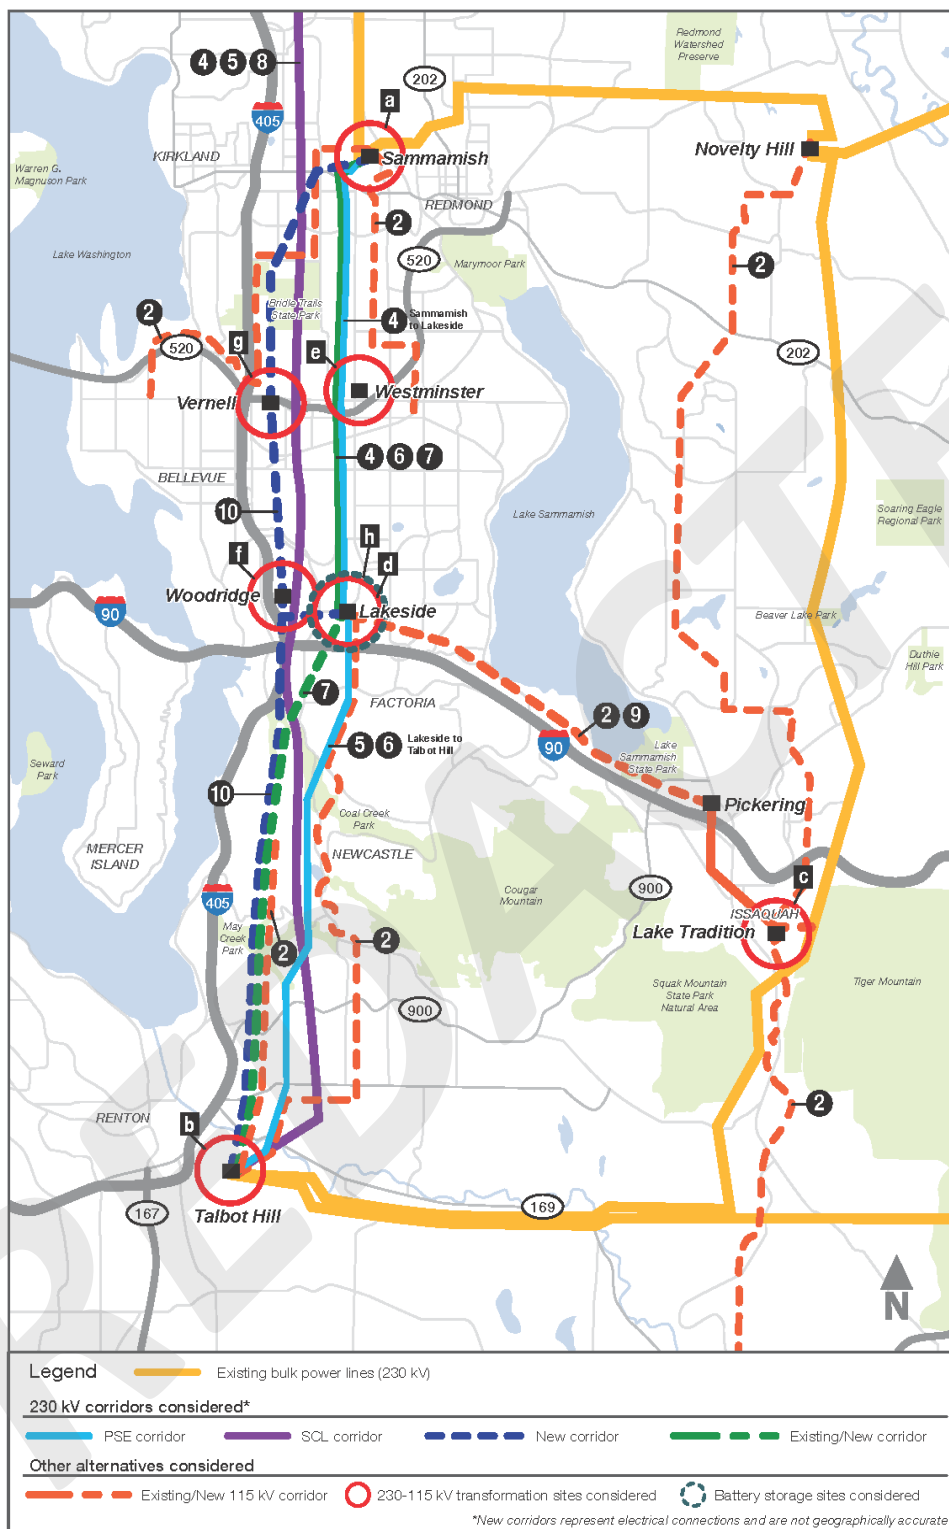 4 5 8
202
Redmond
Watershed
Preserve
a
405
KIRKLAND
Sammamish
Novelty Hill
Warren G.
Magnuson Park
REDMOND
2
Lake Washington
520
Marymoor Park
2
Bridle Trails
State Park
2
4
Sammamish
to Lakeside
520
g
e
202
Vernell
Westminster
BELLEVUE
4 6 7
10
Lake Sammamish
Soaring Eagle
Regional Park
h
f
d
Woodridge
Lakeside
90
Beaver Lake Park
Duthie
Hill Park
7
FACTORIA
2 9
5 6
Lakeside to
Talbot Hill
90
Lake
Sammamish
State Park
Seward
Park
10
Pickering
Coal Creek
Park
MERCER
ISLAND
NEWCASTLE
c
900
Cougar
Mountain
405
ISSAQUAH
May
Creek
Park
Lake Tradition
2
2
Squak Mountain
State Park
Natural Area
Tiger Mountain
900
2
RENTON
b
169
167
Talbot Hill
N
REDACTED
Legend
Existing bulk power lines (230 kV)
230 kV corridors considered*
PSE corridor
SCL corridor
New corridor
Existing/New corridor
Other alternatives considered
Existing/New 115 kV corridor
230-115 kV transformation sites considered
Battery storage sites considered
*New corridors represent electrical connections and are not geographically accurate